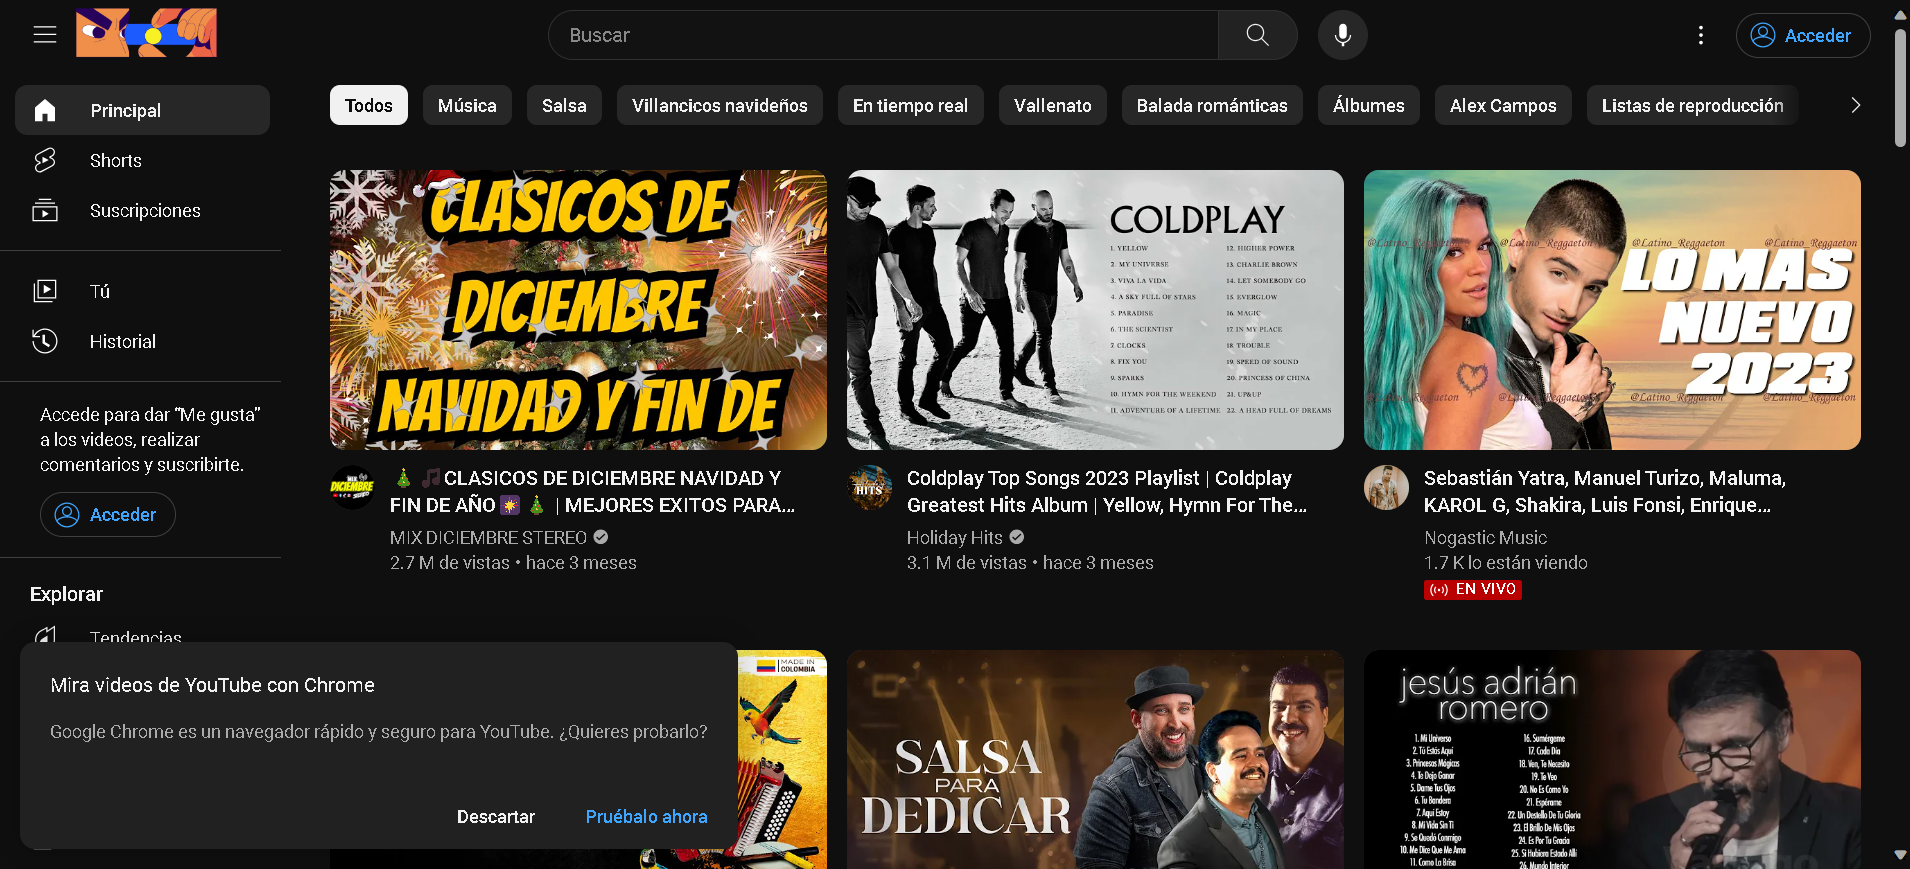 Buscar
Acceder
Principal
Shorts
Suscripciones
Tú
Historial
Accede para dar “Me gusta”
a los videos, realizar
comentarios y suscribirte.
Acceder
Explorar
Tendencias
Todos
Música
Salsa
Villancicos navideños
En tiempo real
Vallenato
Balada románticas
Álbumes
Alex Campos
Listas de reproducción
CLASICOS DE
DICIEMBRE
NAVIDAD Y FIN DE
MIX
DICIEMBRE
STEREO
🎄 🎵CLASICOS DE DICIEMBRE NAVIDAD Y
FIN DE AÑO🎇 🎄 | MEJORES EXITOS PARA...
MIX DICIEMBRE STEREO
2.7 M de vistas • hace 3 meses
COLDPLAY
1. YELLOW
2. MY UNIVERSE
3. VIVA LA VIDA
4. A SKY FULL OF STARS
5. PARADISE
6. THE SCIENTIST
7. CLOCKS
8. FIX YOU
9. SPARKS
10. HYMN FOR THE WEEKEND
11. ADVENTURE OF A LIFETIME
12. HIGHER POWER
13. CHARLIE BROWN
14. LET SOMEBODY GO
15. EVERGLOW
16. MAGIC
17. IN MY PLACE
18. TROUBLE
19. SPEED OF SOUND
20. PRINCESS OF CHINA
21. UP&UP
22. A HEAD FULL OF DREAMS
HITS
Coldplay Top Songs 2023 Playlist | Coldplay
Greatest Hits Album | Yellow, Hymn For The...
Holiday Hits
3.1 M de vistas • hace 3 meses
@Latino_Reggaeton @Latino_Reggaeton @Latino_Reggaeton @Latino_Reggaeton
LO MAS
NUEVO
2023
@Latino_Reggaeton @Latino_Reggaeton
Sebastián Yatra, Manuel Turizo, Maluma,
KAROL G, Shakira, Luis Fonsi, Enrique...
Nogastic Music
1.7 K lo están viendo
EN VIVO
Mira videos de YouTube con Chrome
Google Chrome es un navegador rápido y seguro para YouTube. ¿Quieres probarlo?
Descartar
Pruébalo ahora
MADE IN
COLOMBIA
SALSA
PARA
DEDICAR
jesús adrián
romero
1. Mi Universo
2. Tú Estás Aquí
3. Princesas Mágicas
4. Te Dejo Ganar
5. Dame Tus Ojos
6. Tu Bandera
7. Aquí Estoy
8. Mi Vida Sin Ti
9. Se Quedó Conmigo
10. Me Dice Que Me Ama
11. Como La Brisa
16. Sumérgeme
17. Cada Día
18. Ven, Te Necesito
19. Te Veo
20. No Es Como Yo
21. Espérame
22. Un Destello De Tu Gloria
23. El Brillo De Mis Ojos
24. Es Por Tu Gracia
25. Si Hubiera Estado Allí
26. Mundo Interior